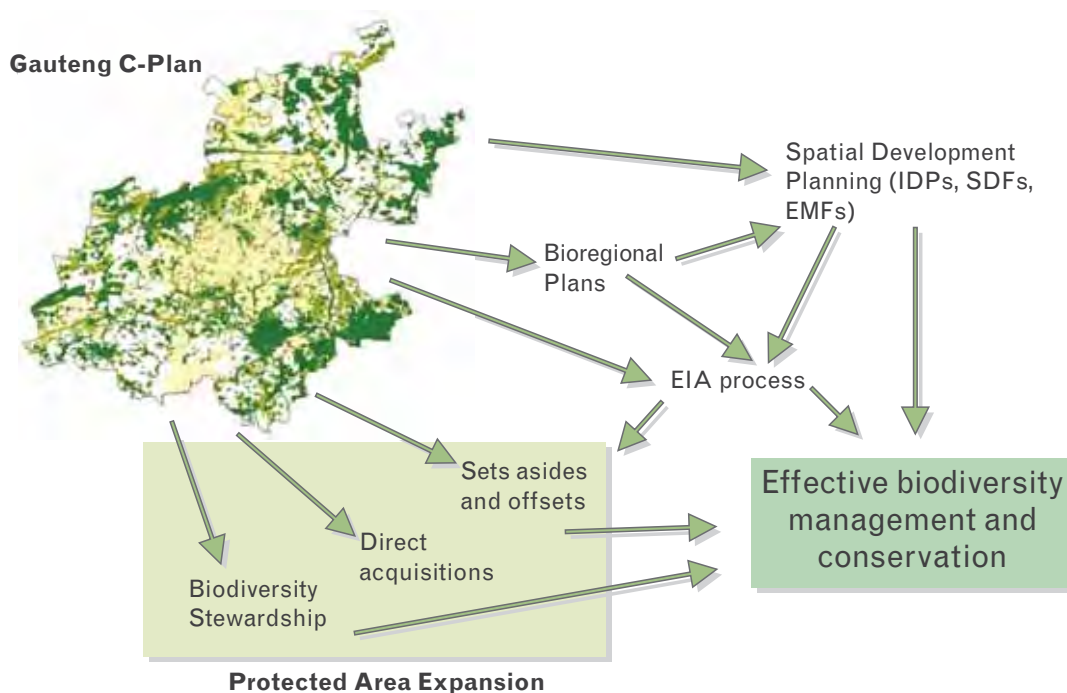 Gauteng C-Plan
Spatial Development
Planning (IDPs, SDFs,
EMFs)
Bioregional
Plans
EIA process
Sets asides
and offsets
Direct
acquisitions
Biodiversity
Stewardship
Effective biodiversity
management and
conservation
Protected Area Expansion